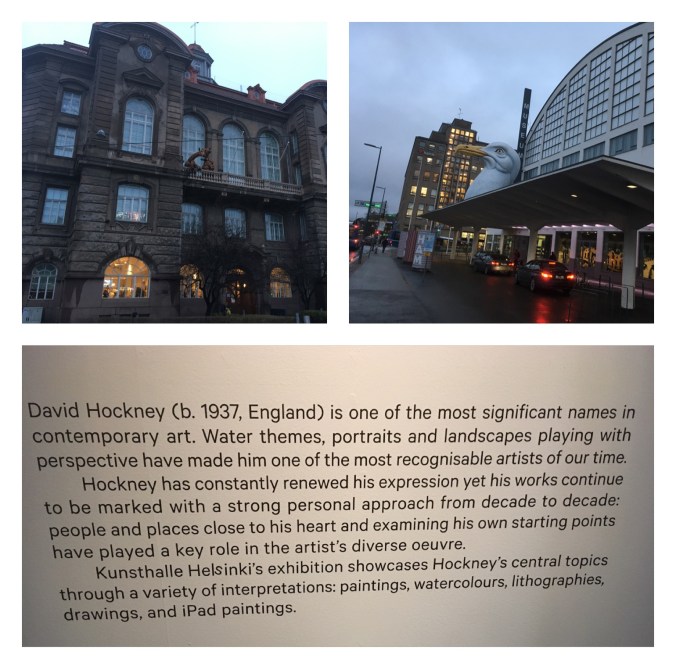 David Hockney (b. 1937, England) is one of the most significant names in
contemporary art. Water themes, portraits and landscapes playing with
perspective have made him one of the most recognisable artists of our time.
Hockney has constantly renewed his expression yet his works continue
to be marked with a strong personal approach from decade to decade:
people and places close to his heart and examining his own starting points
have played a key role in the artist's diverse oeuvre.
Kunsthalle Helsinki's exhibition showcases Hockney's central topics
through a variety of interpretations: paintings, watercolours, lithographies,
drawings, and iPad paintings.